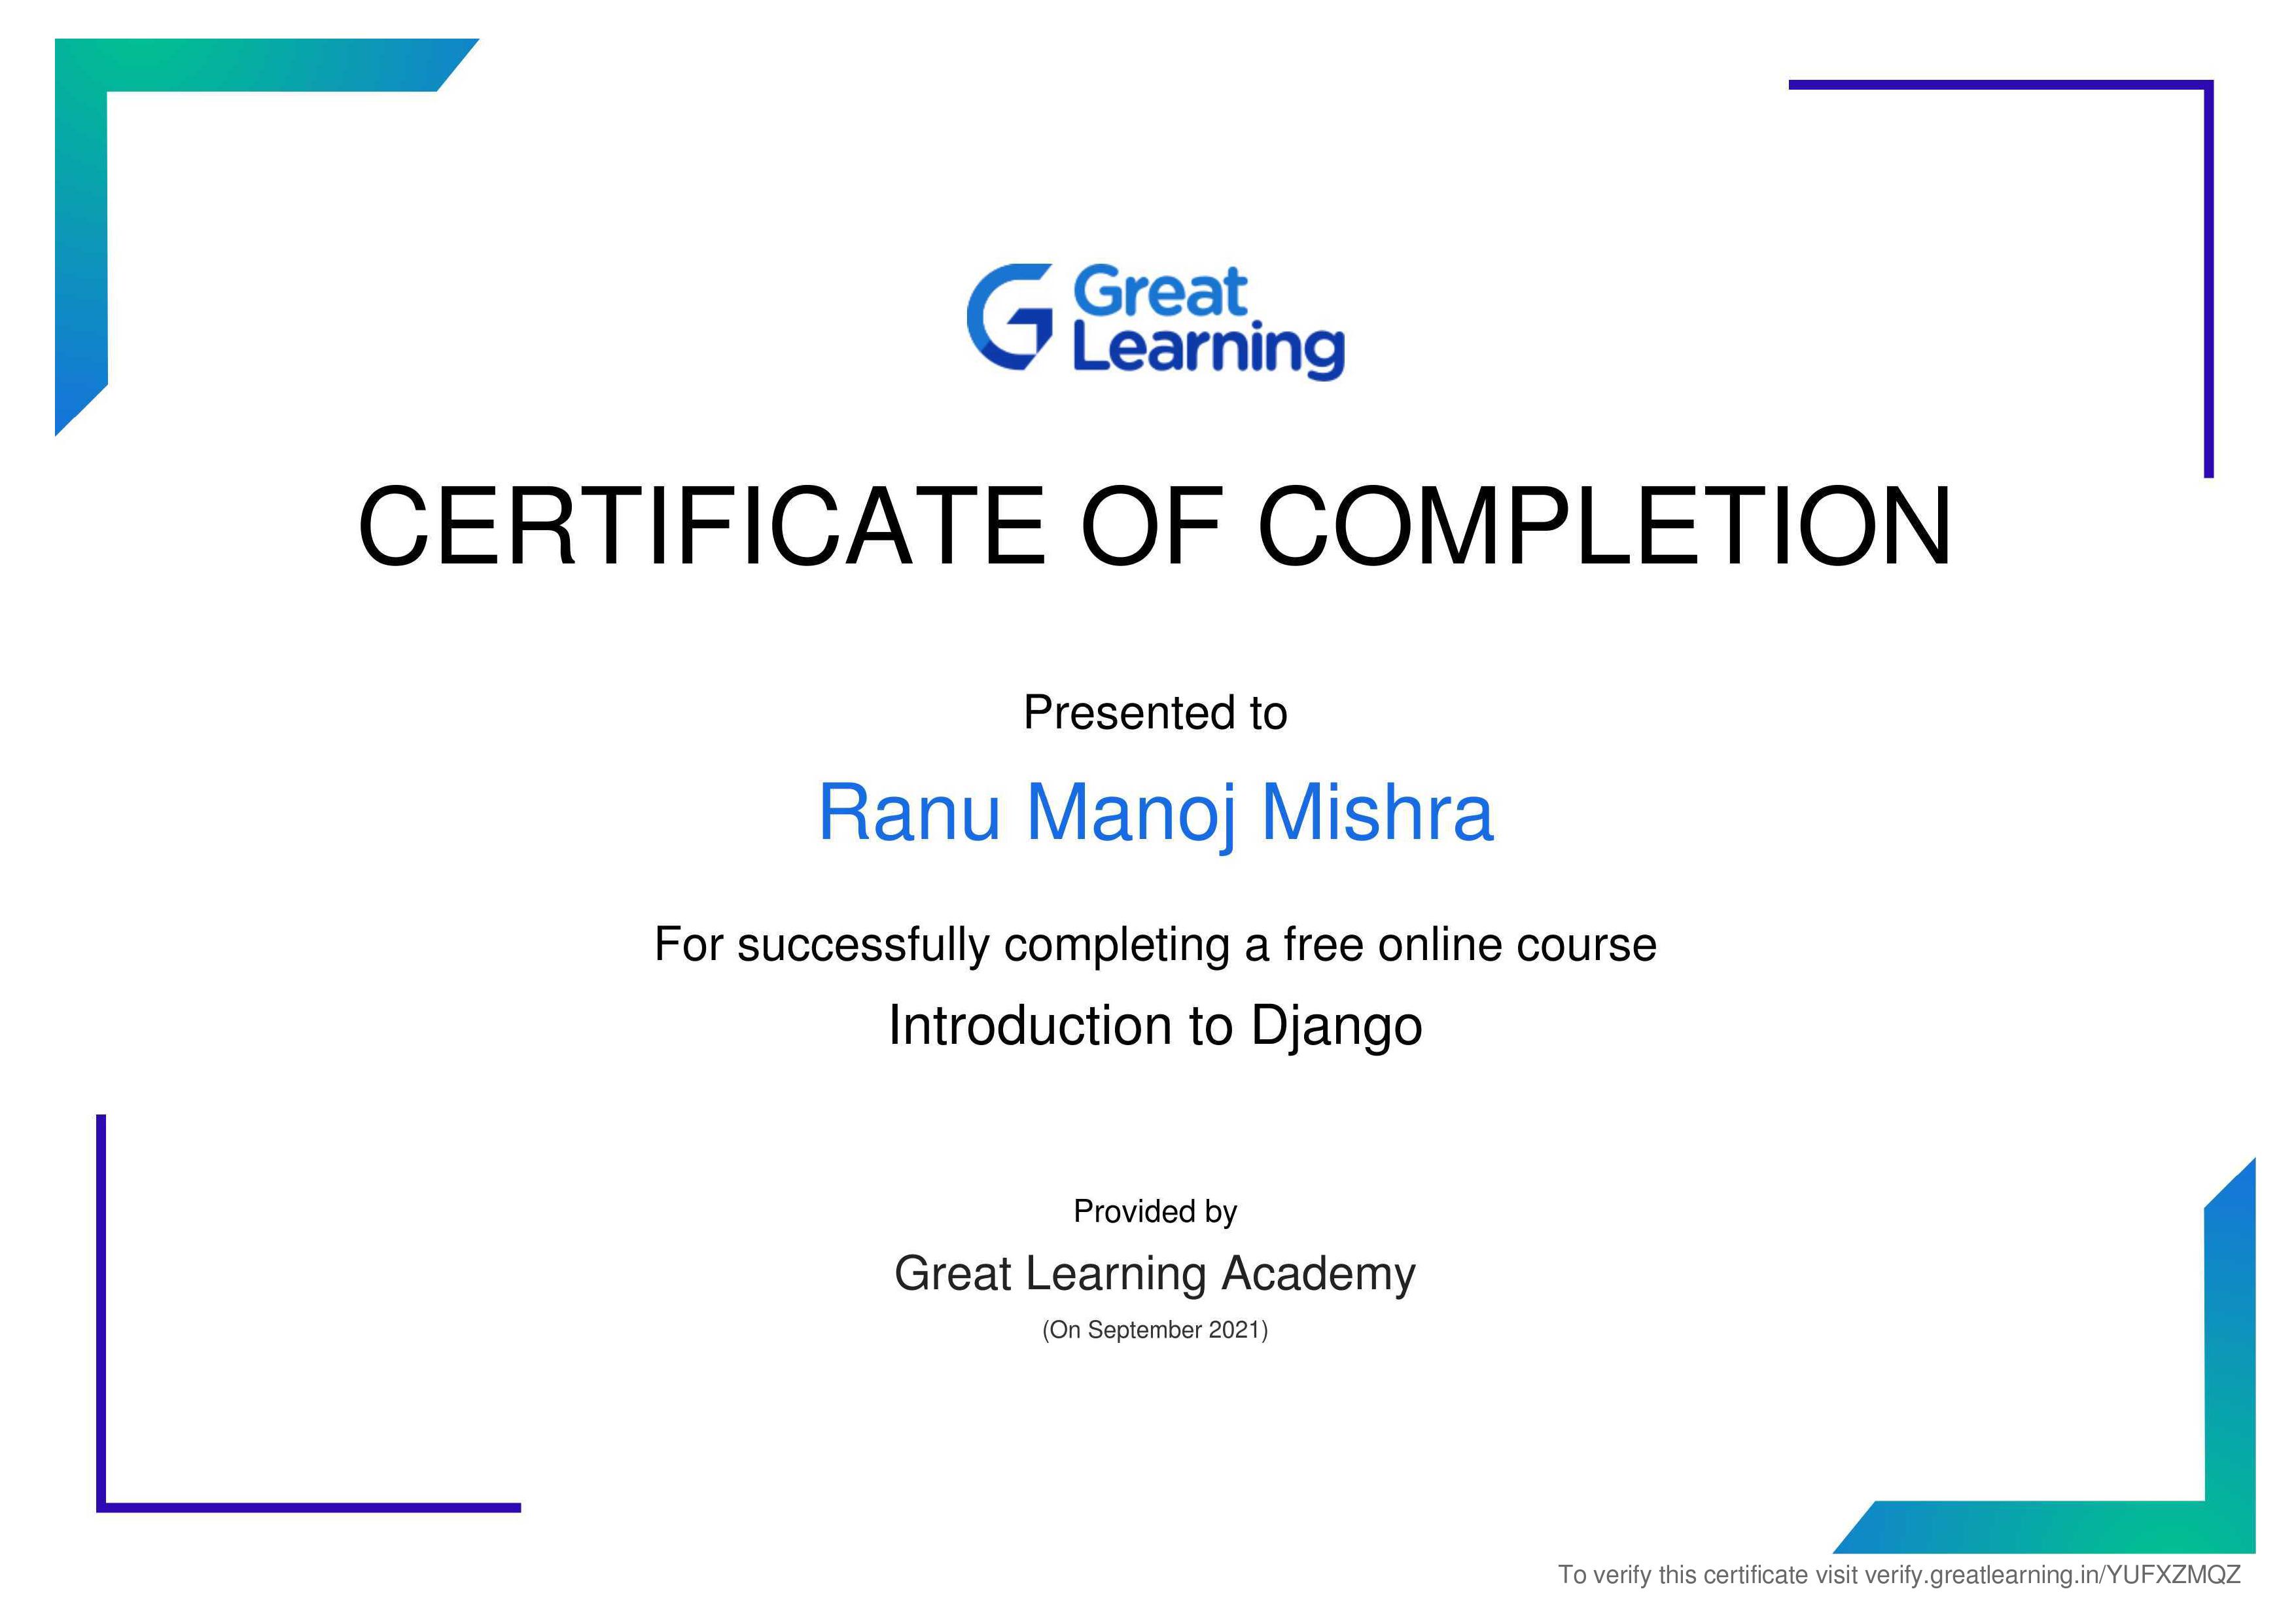 Great
Learning
CERTIFICATE OF COMPLETION
Presented to
Ranu Manoj Mishra
For successfully completing a free online course
Introduction to Django
Provided by
Great Learning Academy
(On September 2021)
To verify this certificate visit verify.greatlearning.in/YUFXZMQZ